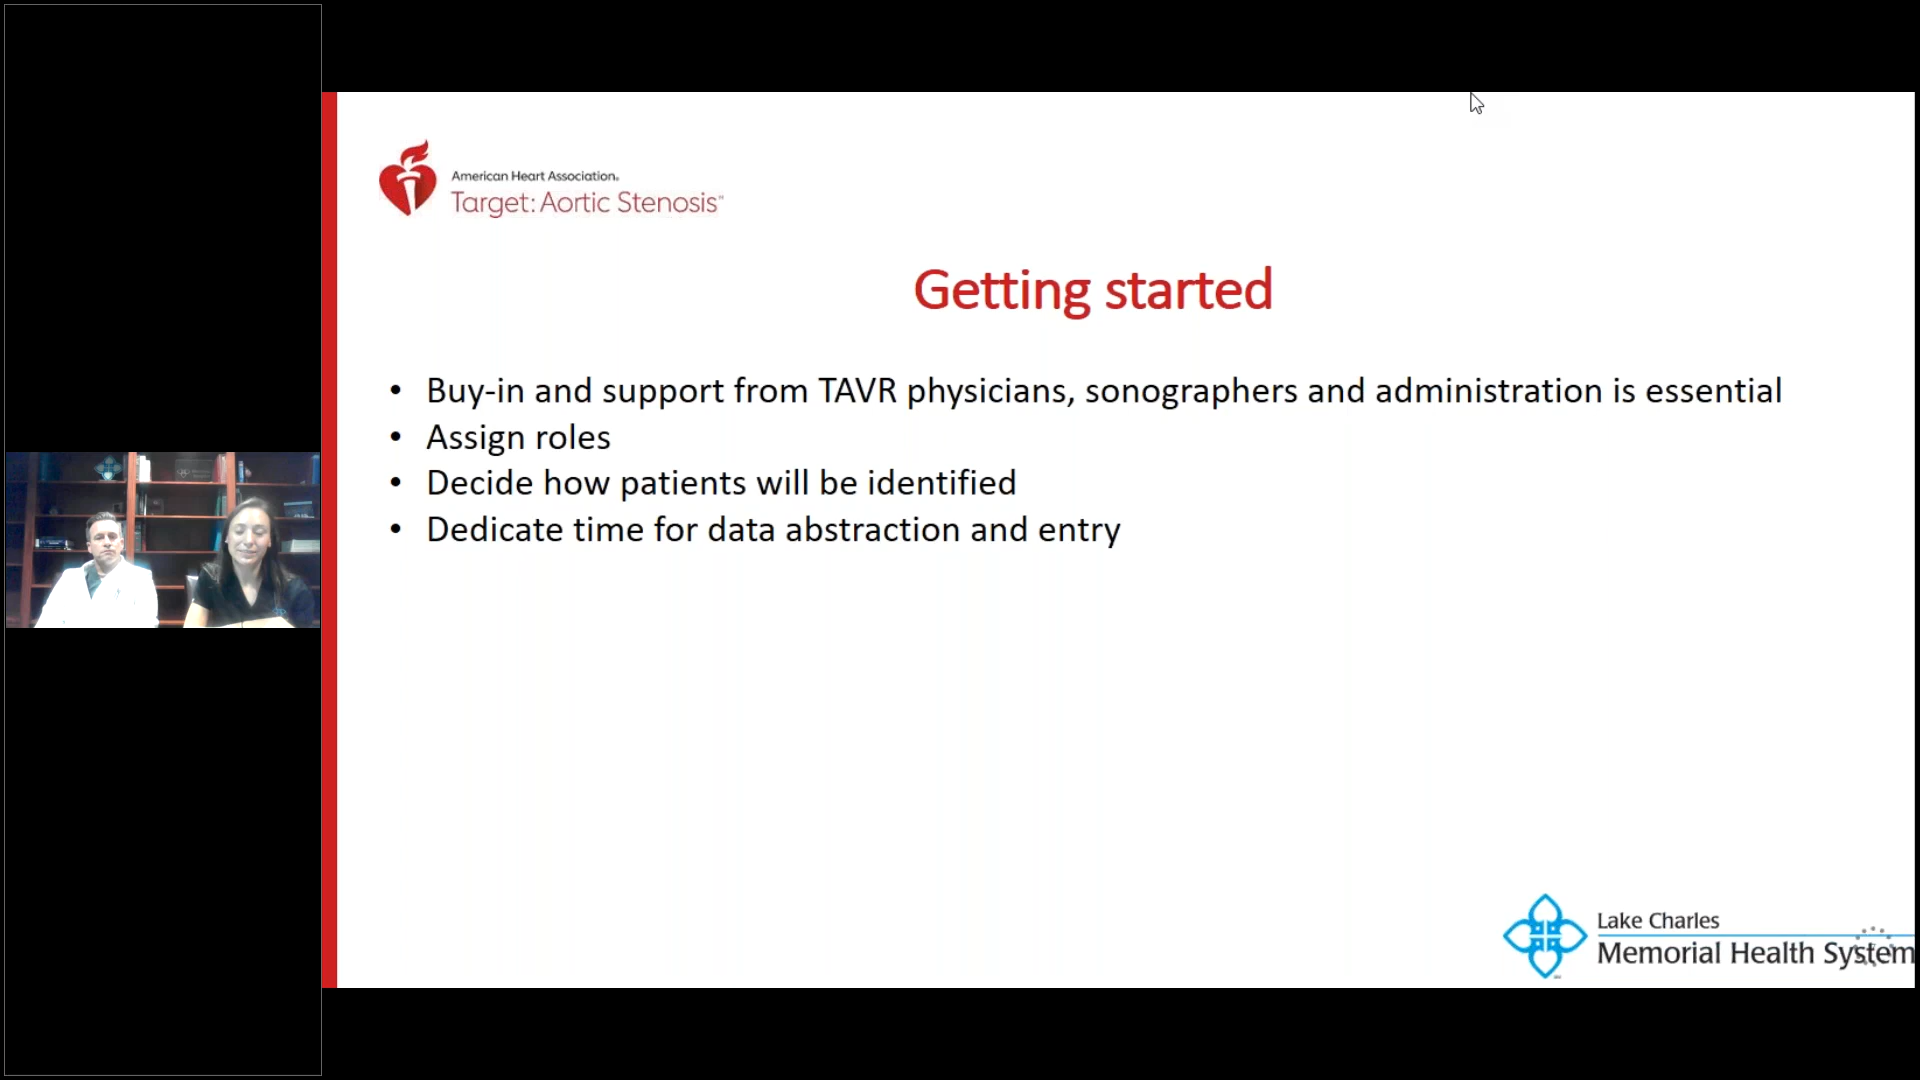 American Heart Association®
Target: Aortic Stenosis™
Getting started
• Buy-in and support from TAVR physicians, sonographers and administration is essential
• Assign roles
• Decide how patients will be identified
• Dedicate time for data abstraction and entry
Lake Charles
Memorial Health System